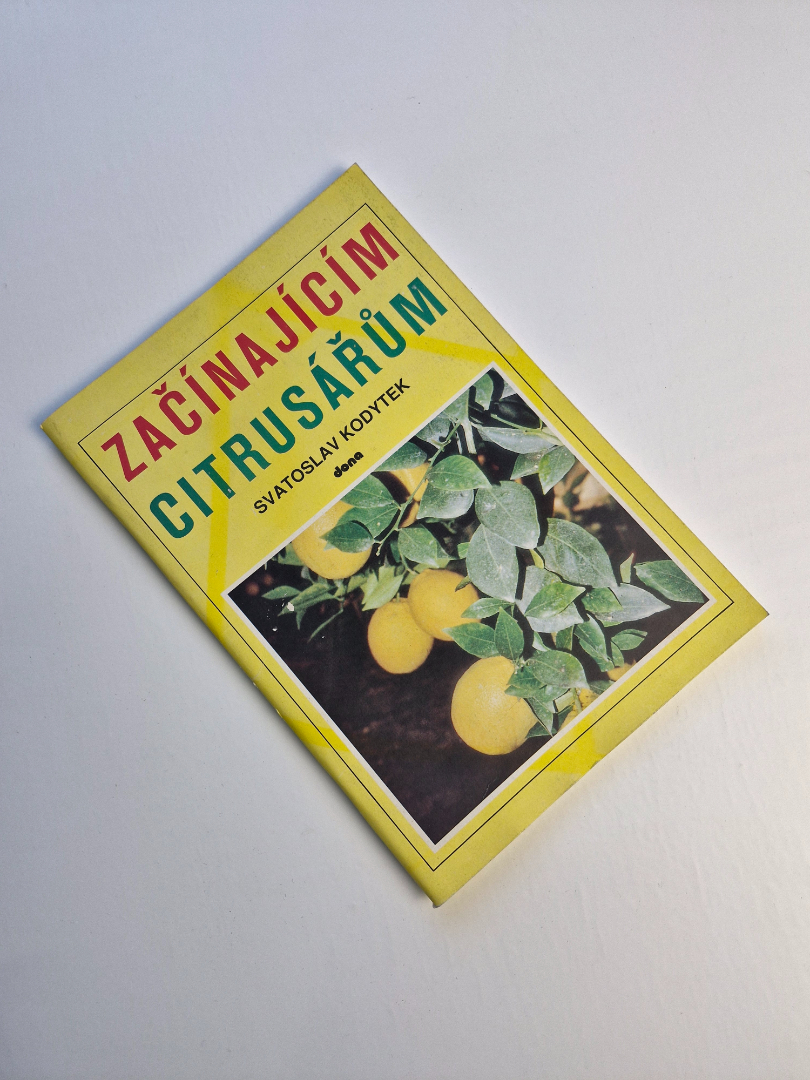 ZAČÍNAJÍCÍM
CITRUSÁŘŮM
SVATOSLAV KODYTEK
dona